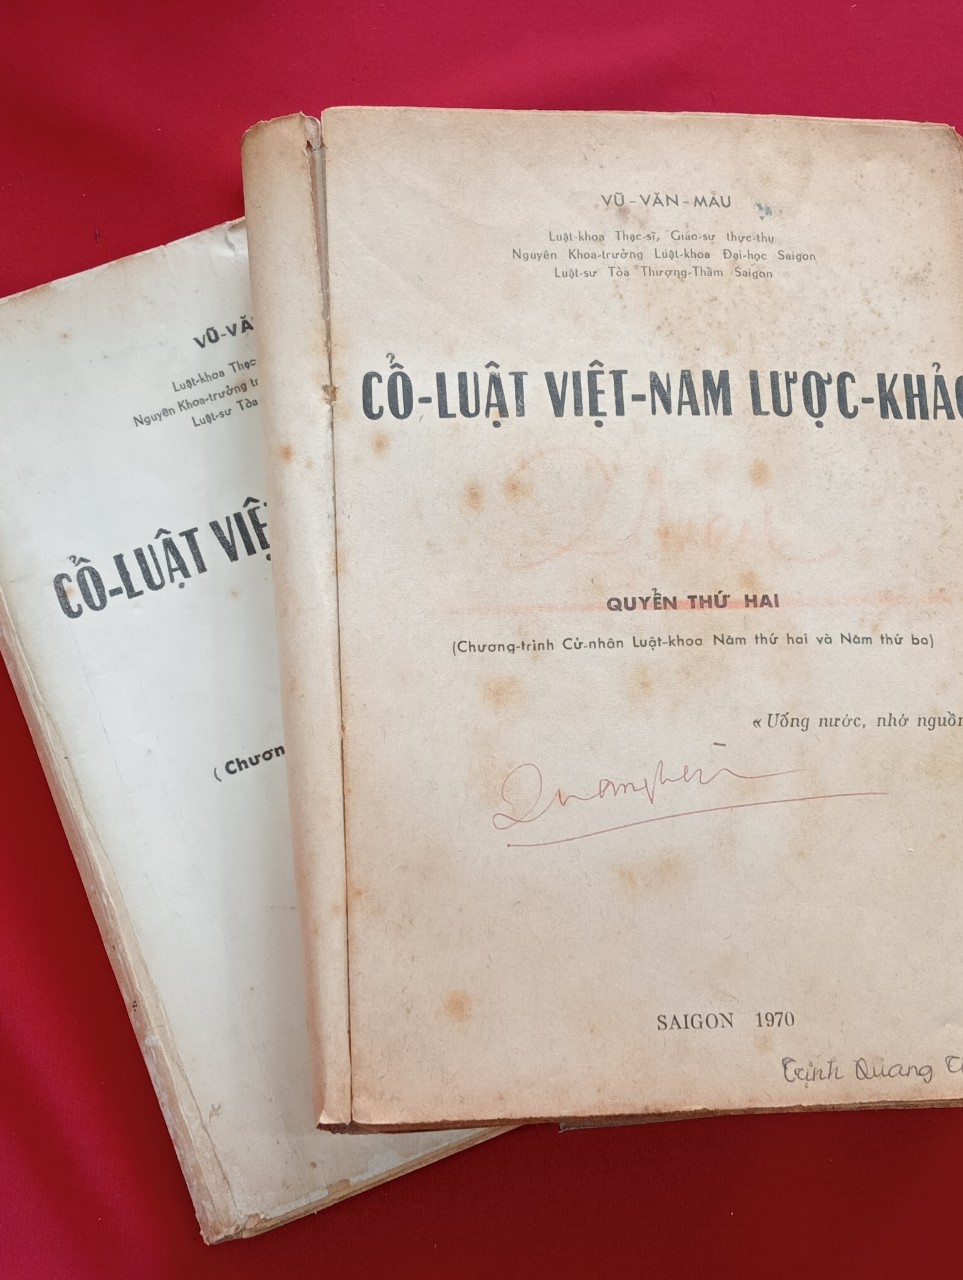 VŨ-VĂN-MẪU
Luật-khoa Thạc-sĩ, Giáo-sư thực-thụ
Nguyên Khoa-trưởng Luật-khoa Đại-học Saigon
Luật-sư Tòa Thượng-Thẩm Saigon
CỔ-LUẬT VIỆT-NAM LƯỢC-KHẢO
QUYỂN THỨ HAI
(Chương-trình Cử-nhân Luật-khoa Năm thứ hai và Năm thứ ba)
« Uống nước, nhớ nguồn
SAIGON 1970
Trịnh Quang
VŨ-VĂ
Luật-khoa Thạc
Nguyên Khoa-trưởng
Luật-sư Tòa
CỔ-LUẬT VIỆ
(Chươn